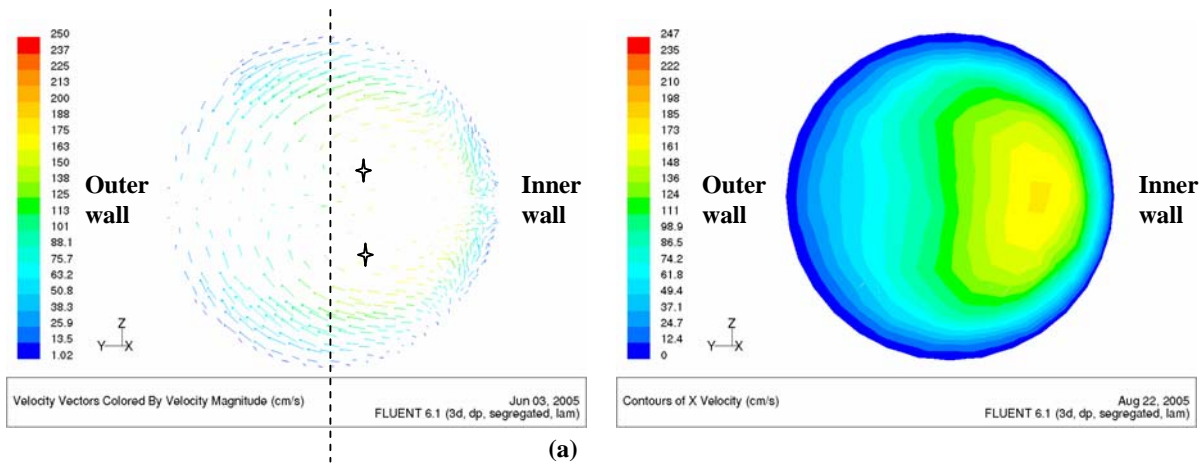 250
237
225
213
200
188
175
163
150
138
125
113
101
88.1
75.7
63.2
50.8
38.3
25.9
13.5
1.02
Outer
wall
Inner
wall
Z
Y X
Velocity Vectors Colored By Velocity Magnitude (cm/s)
Jun 03, 2005
FLUENT 6.1 (3d, dp, segregated, lam)
247
235
222
210
198
185
173
161
148
136
124
111
98.9
86.5
74.2
61.8
49.4
37.1
24.7
12.4
0
Outer
wall
Inner
wall
Z
Y X
Contours of X Velocity (cm/s)
Aug 22, 2005
FLUENT 6.1 (3d, dp, segregated, lam)
(a)